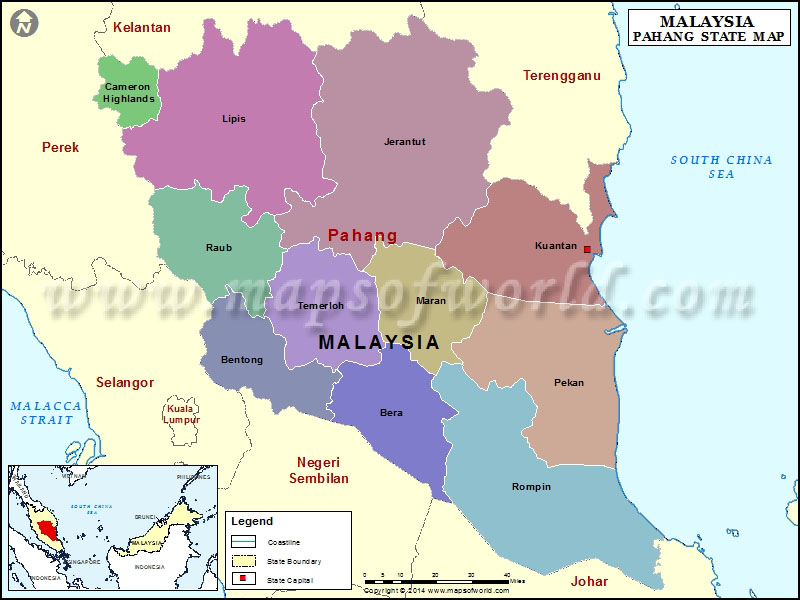 N
MALAYSIA
PAHANG STATE MAP
Kelantan
Terengganu
Cameron
Highlands
Lipis
Perek
Jerantut
SOUTH CHINA
SEA
Pahang
Raub
Kuantan
www.mapsofworld.com
Temerloh
Maran
MALAYSIA
Bentong
Selangor
Pekan
MALACCA
STRAIT
Kuala
Lumpur
Bera
Negeri
Sembilan
Rompin
Johar
VIETNAM
PHILIPPINES
SOUTH CHINA
SEA
BRUNEI
MALAYSIA
SINGAPORE
INDONESIA
INDONESIA
Legend
Coastline
State Boundary
State Capital
0 5 10 20 30 40
Miles
Copyright © 2014 www.mapsofworld.com